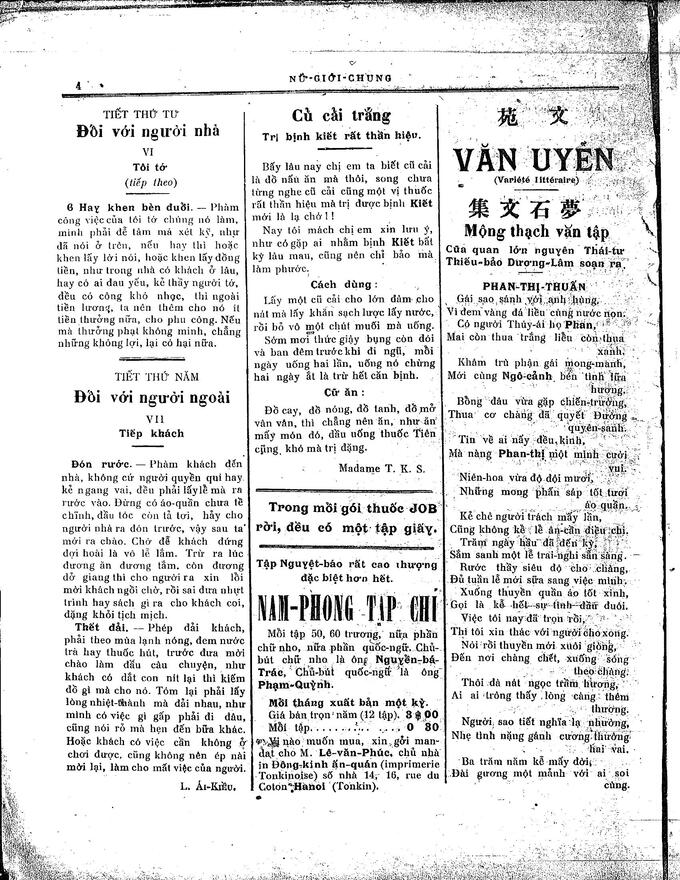 4
NỮ-GIỚI-CHUNG
TIẾT THỨ TƯ
Đối với người nhà
VI
Tôi tớ
(tiếp theo)
6 Hay khen bèn đuổi. — Phàm
công việc của tôi tớ chúng nó làm,
mình phải dễ tâm mà xét kỹ, như
đã nói ở trên, nếu hay thì hoặc
khen lấy lời nói, hoặc khen lấy đồng
tiền, như trong nhà có khách ở lâu,
hay có ai đau yếu, kẻ thầy người tớ,
đều có công khó nhọc, thì ngoài
tiền lương, ta nên thêm cho nó ít
tiền thưởng nữa, cho phu công. Nếu
mà thưởng phạt không minh, chẳng
những không lợi, lại có hại nữa.
TIẾT THỨ NĂM
Đối với người ngoài
VII
Tiếp khách
Đón rước. — Phàm khách đến
nhà, không cứ người quyền quí hay
kẻ ngang vai, đều phải lấy lễ mà ra
rước vào. Đừng có áo-quần chưa tề
chỉnh, đầu tóc còn tả tơi, hãy cho
người nhà ra đón trước, vậy sau ta
mới ra chào. Chớ để khách đứng
đợi hoài là vô lễ lắm. Trừ ra lúc
đương ăn đương tắm, còn đương
dở giang thì cho người ra xin lỗi
mời khách ngồi chờ, rồi sai đưa nhựt
trình hay sách gì ra cho khách coi,
đặng khỏi tịch mịch.
Thết đãi. — Phép đãi khách,
phải theo mùa lạnh nóng, đem nước
trà hay thuốc hút, trước đưa mời
chào làm đầu câu chuyện, như
khách có dắt con nít lại thì kiếm
đồ gì mà cho nó. Tóm lại phải lấy
lòng nhiệt-thành mà đãi nhau, như
mình có việc gì gấp phải đi đâu,
cũng nói rõ mà hẹn đến bữa khác.
Hoặc khách có việc cần không ở
chơi được, cũng không nên ép nài
mời lại, làm cho mất việc của người.
L. Ái-Kiều.
Củ cải trắng
Trị bịnh kiết rất thần hiệu.
Bấy lâu nay chị em ta biết cũ cải
là đồ nấu ăn mà thôi, song chưa
từng nghe cũ cải cũng một vị thuốc
rất thần hiệu mà trị được bịnh Kiết
mới là lạ chớ!!
Nay tôi mách chị em xin lưu ý,
như có gặp ai nhằm bịnh Kiết bất
kỳ lâu mau, cũng nên chỉ bảo mà
làm phước.
Cách dùng:
Lấy một cũ cải cho lớn đâm cho
nát mà lấy khăn sạch lược lấy nước,
rồi bỏ vô một chút muối mà uống.
Sớm mơi thức giậy bụng còn đói
và ban đêm trước khi đi ngũ, mỗi
ngày uống hai lần, uống nó chừng
hai ngày ắt là trừ hết căn bịnh.
Cữ ăn:
Đồ cay, đồ nóng, đồ tanh, đồ mở
vân vân, thì chẳng nên ăn, như ăn
mấy món đó, dầu uống thuốc Tiên
cũng khó mà trị đặng.
Madame T. K. S.
Trong mỗi gói thuốc JOB
rời, đều có một tập giấy.
Tập Nguyệt-báo rất cao thượng
đặc biệt hơn hết.
NAM-PHONG TẠP CHÍ
Mỗi tập 50, 60 trương, nữa phần
chữ nho, nữa phần quốc-ngữ. Chủ-
bút chữ nho là ông Nguyễn-bá-
Trác, Chủ-bút quốc-ngữ là ông
Phạm-Quỳnh.
Mỗi tháng xuất bản một kỳ.
Giá bán trọn năm (12 tập). 3 $ 00
Mỗi tập. 0 30
Vị nào muốn mua, xin gởi man-
dat cho M. Lê-văn-Phúc, chủ nhà
in Đông-kinh ấn-quán (imprimerie
Tonkinoise) số nhà 14, 16, rue du
Coton Hanoi (Tonkin).
苑 文
VĂN UYỂN
(Variété littéraire)
集文石夢
Mộng thạch văn tập
Của quan lớn nguyên Thái-tư
Thiếu-bảo Dương-Lâm soạn ra
PHAN-THỊ-THUẤN
Gái sao sánh với anh hùng,
Vì đem vàng đá liều cùng nước non.
Có người Thúy-ái họ Phan,
Mai còn thua trắng liễu còn thua
xanh.
Khăm trù phận gái mong-manh,
Mới cùng Ngô-cảnh bén tình lửa
hương.
Bỗng đâu vừa gặp chiến-trường,
Thua cơ chàng đã quyết Đường
quyên-sanh.
Tin về ai nấy đều kinh,
Mà nàng Phan-thị một mình cười
vui.
Niên-hoa vừa độ đội mươi,
Những mong phấn sáp tốt tươi
áo quần.
Kẻ chê người trách mấy lần,
Cũng không kể lể ân-cần điều chi.
Trăm ngày hầu đã đến kỳ,
Sắm sanh một lễ trai-nghi sẵn sàng.
Rước thầy siêu độ cho chàng,
Đủ tuần lễ mới sửa sang việc mình.
Xuống thuyền quần áo tốt xinh,
Gọi là kể hết sự tình đầu đuôi.
Việc tôi nay đã trọn rồi,
Thì tôi xin thác với người cho xong.
Nói rồi thuyền mới xuôi giòng,
Đến nơi chàng chết, xuống sông
theo chàng.
Thôi đà nát ngọc trầm hương,
Ai ai trông thấy lòng càng thêm
thương.
Người sao tiết nghĩa lạ nhường,
Nhẹ tình nặng gánh cương thường
hai vai.
Ba trăm năm kể mấy đời,
Đài gương một mảnh với ai soi
cùng.